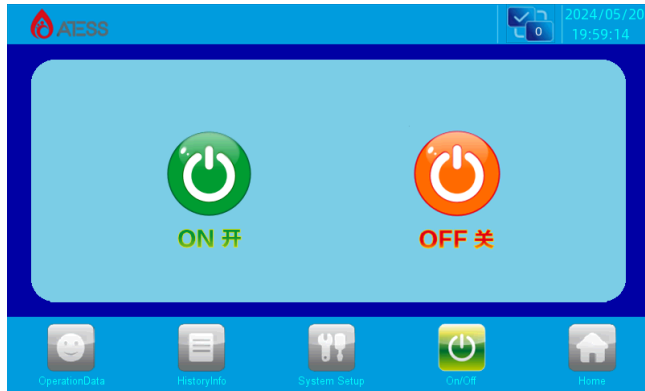 ATESS
2024/05/20
0
19:59:14
ON 开
OFF 关
OperationData
HistoryInfo
System Setup
On/Off
Home